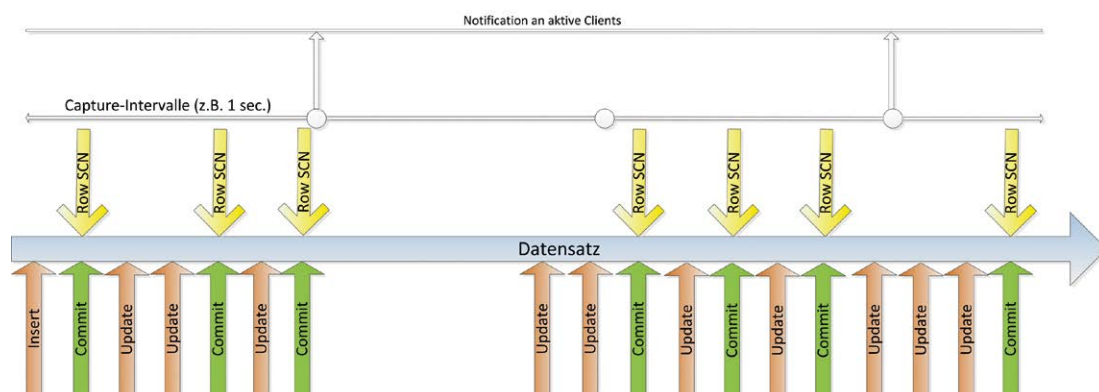 Notification an aktive Clients
Capture-Intervalle (z.B. 1 sec.)
Row SCN
Row SCN
Row SCN
Row SCN
Row SCN
Row SCN
Row SCN
Datensatz
Insert
Commit
Update
Update
Commit
Update
Commit
Update
Update
Commit
Update
Commit
Update
Commit
Update
Update
Update
Commit